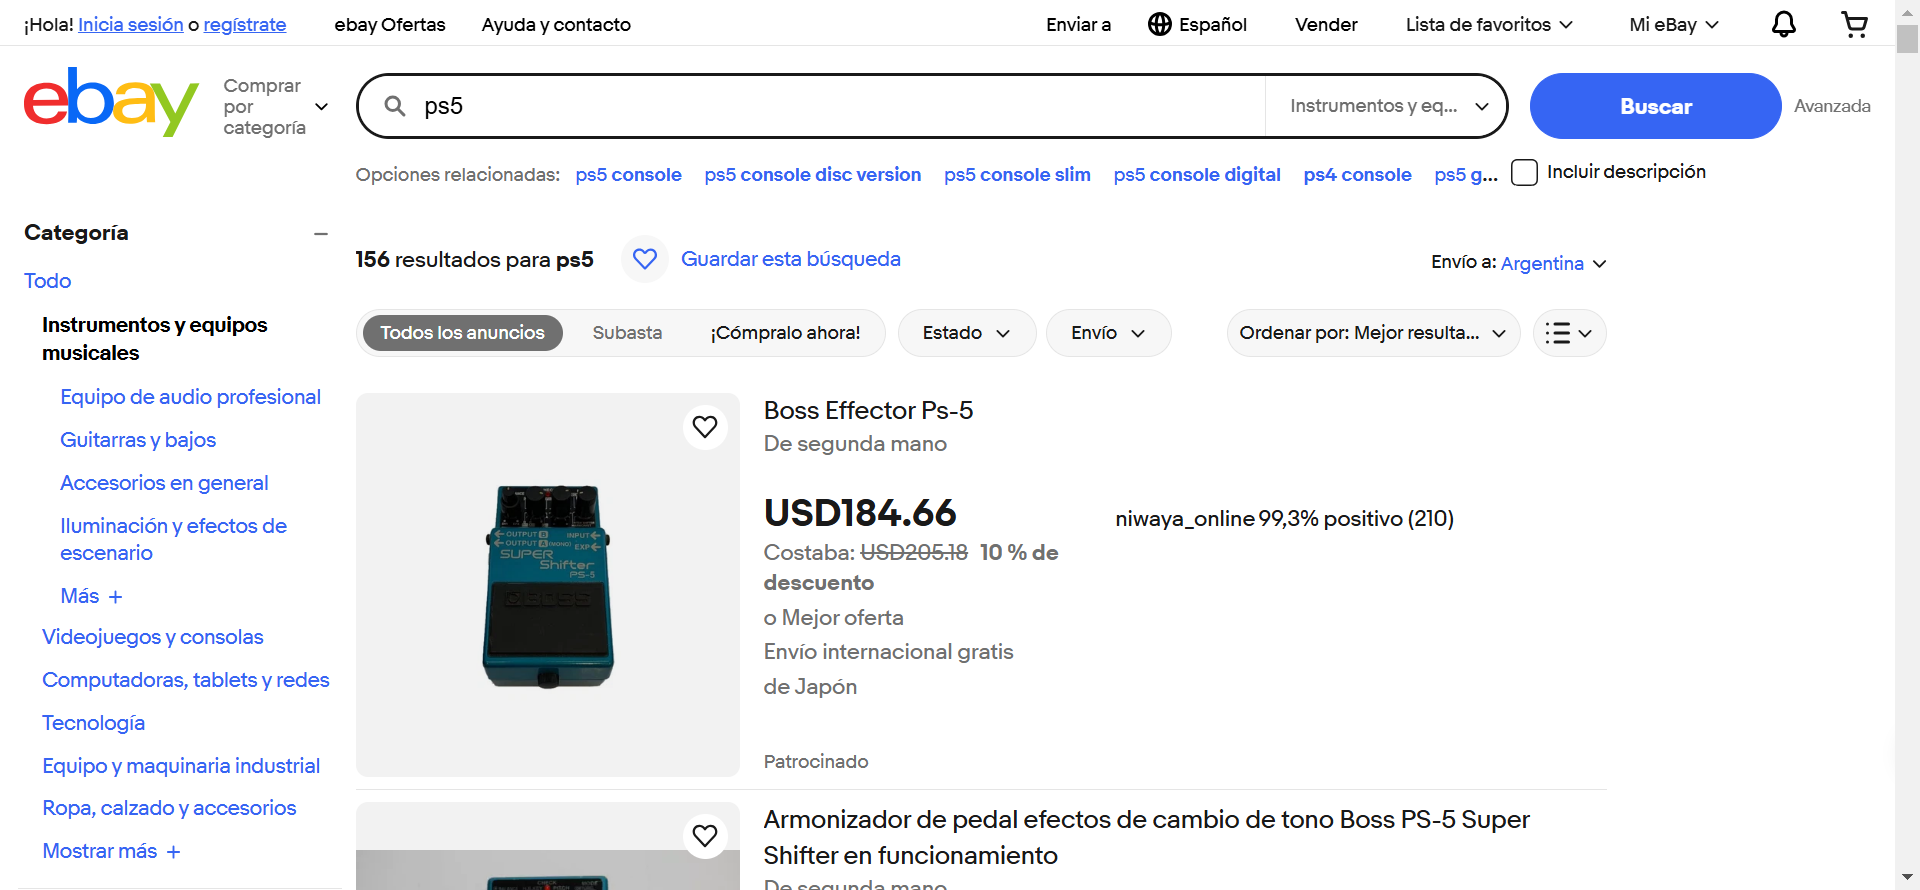 ¡Hola! Inicia sesión o regístrate
ebay Ofertas
Ayuda y contacto
Enviar a
Español
Vender
Lista de favoritos
Mi eBay
ebay
Comprar
por
categoría
ps5
Instrumentos y eq...
Buscar
Avanzada
Opciones relacionadas: ps5 console ps5 console disc version ps5 console slim ps5 console digital ps4 console ps5 g...
Incluir descripción
Categoría
Todo
Instrumentos y equipos
musicales
Equipo de audio profesional
Guitarras y bajos
Accesorios en general
Iluminación y efectos de
escenario
Más +
Videojuegos y consolas
Computadoras, tablets y redes
Tecnología
Equipo y maquinaria industrial
Ropa, calzado y accesorios
Mostrar más +
156 resultados para ps5
Guardar esta búsqueda
Envío a: Argentina
Todos los anuncios
Subasta
¡Cómpralo ahora!
Estado
Envío
Ordenar por: Mejor resulta...
OUTPUT B INPUT
OUTPUT A (MONO) EXP
SUPER
Shifter
PS-5
BOSS
Boss Effector Ps-5
De segunda mano
USD184.66
Costaba: USD205.18 10 % de
descuento
o Mejor oferta
Envío internacional gratis
de Japón
niwaya_online 99,3% positivo (210)
Patrocinado
Armonizador de pedal efectos de cambio de tono Boss PS-5 Super
Shifter en funcionamiento
De segunda mano